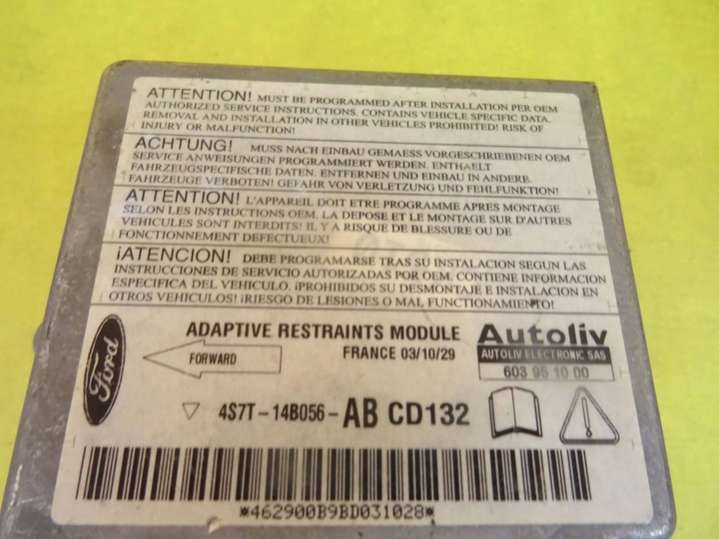 ATTENTION! MUST BE PROGRAMMED AFTER INSTALLATION PER OEM
AUTHORIZED SERVICE INSTRUCTIONS. CONTAINS VEHICLE SPECIFIC DATA.
REMOVAL AND INSTALLATION IN OTHER VEHICLES PROHIBITED! RISK OF
INJURY OR MALFUNCTION!
ACHTUNG! MUSS NACH EINBAU GEMAESS VORGESCHRIEBENEN OEM
SERVICE ANWEISUNGEN PROGRAMMIERT WERDEN. ENTHAELT
FAHRZEUGSPECIFISCHE DATEN. ENTFERNEN UND EINBAU IN ANDERE
FAHRZEUGE VERBOTEN! GEFAHR VON VERLETZUNG UND FEHLFUNKTION!
ATTENTION! L'APPAREIL DOIT ETRE PROGRAMME APRES MONTAGE
SELON LES INSTRUCTIONS OEM. LA DEPOSE ET LE MONTAGE SUR D'AUTRES
VEHICULES SONT INTERDITS! IL Y A RISQUE DE BLESSURE OU DE
FONCTIONNEMENT DEFECTUEUX!
¡ATENCION! DEBE PROGRAMARSE TRAS SU INSTALACION SEGUN LAS
INSTRUCCIONES DE SERVICIO AUTORIZADAS POR OEM. CONTIENE INFORMACION
ESPECIFICA DEL VEHICULO. ¡PROHIBIDOS SU DESMONTAJE E INSTALACION EN
OTROS VEHICULOS! ¡RIESGO DE LESIONES O MAL FUNCIONAMIENTO!
Ford
ADAPTIVE RESTRAINTS MODULE
FORWARD
FRANCE 03/10/29
Autoliv
AUTOLIV ELECTRONIC SAS
603 95 10 00
4S7T-14B056-AB CD132
*462900B9BD031028*